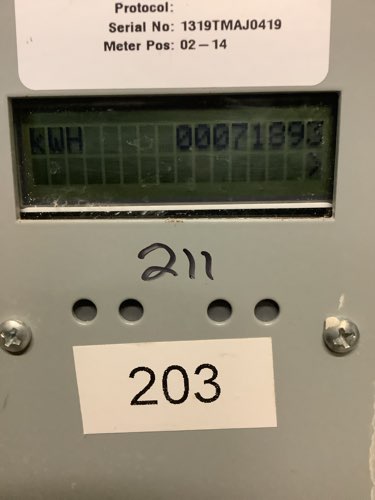 Protocol:
Serial No: 1319TMAJ0419
Meter Pos: 02-14
KWH 00071893
>
211
203